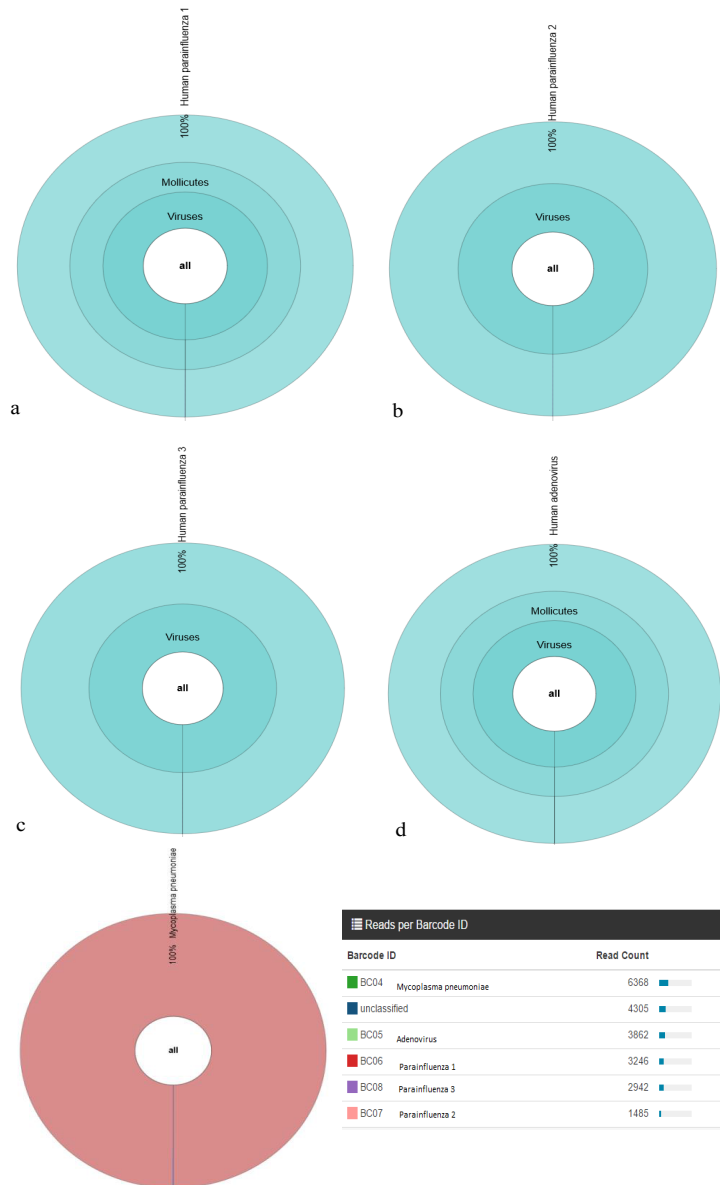 100% Human parainfluenza 1
Mollicutes
Viruses
all
a
100% Human parainfluenza 2
Viruses
all
b
100% Human parainfluenza 3
Viruses
all
c
100% Human adenovirus
Mollicutes
Viruses
all
d
100% Mycoplasma pneumoniae
all
Reads per Barcode ID
Barcode ID Read Count
BC04 Mycoplasma pneumoniae 6368
unclassified 4305
BC05 Adenovirus 3862
BC06 Parainfluenza 1 3246
BC08 Parainfluenza 3 2942
BC07 Parainfluenza 2 1485